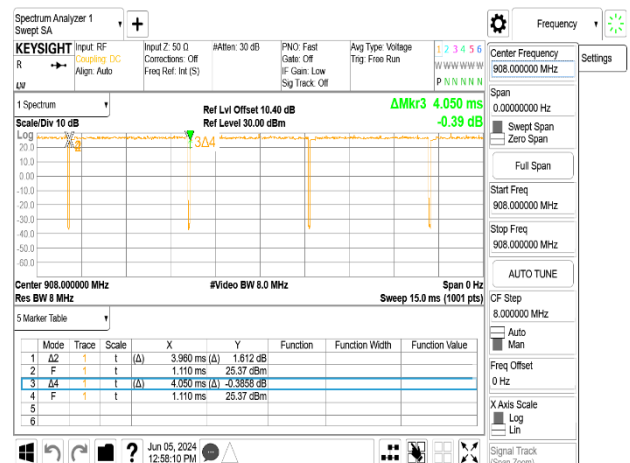 Spectrum Analyzer 1
Swept SA
Frequency
KEYSIGHT
R
Input: RF
Coupling: DC
Align: Auto
Input Z: 50 Ω
Corrections: Off
Freq Ref: Int (S)
#Atten: 30 dB
PNO: Fast
Gate: Off
IF Gain: Low
Sig Track: Off
Avg Type: Voltage
Trig: Free Run
1 2 3 4 5 6
W W W W W W
P N N N N N
Center Frequency
908.000000 MHz
Settings
Span
0.00000000 Hz
Swept Span
Zero Span
Full Span
Start Freq
908.000000 MHz
Stop Freq
908.000000 MHz
AUTO TUNE
CF Step
8.000000 MHz
Auto
Man
Freq Offset
0 Hz
X Axis Scale
Log
Lin
Signal Track
(Span Zoom)
1 Spectrum
Scale/Div 10 dB
Ref Lvl Offset 10.40 dB
Ref Level 30.00 dBm
ΔMkr3 4.050 ms
-0.39 dB
Log
20.0
10.0
0.00
-10.0
-20.0
-30.0
-40.0
-50.0
-60.0
3Δ4
Center 908.000000 MHz
Res BW 8 MHz
#Video BW 8.0 MHz
Span 0 Hz
Sweep 15.0 ms (1001 pts)
5 Marker Table
Mode Trace Scale X Y Function Function Width Function Value
1 Δ2 1 t (Δ) 3.960 ms (Δ) 1.612 dB
2 F 1 t 1.110 ms 25.37 dBm
3 Δ4 1 t (Δ) 4.050 ms (Δ) -0.3858 dB
4 F 1 t 1.110 ms 25.37 dBm
5
6
?
Jun 05, 2024
12:58:10 PM